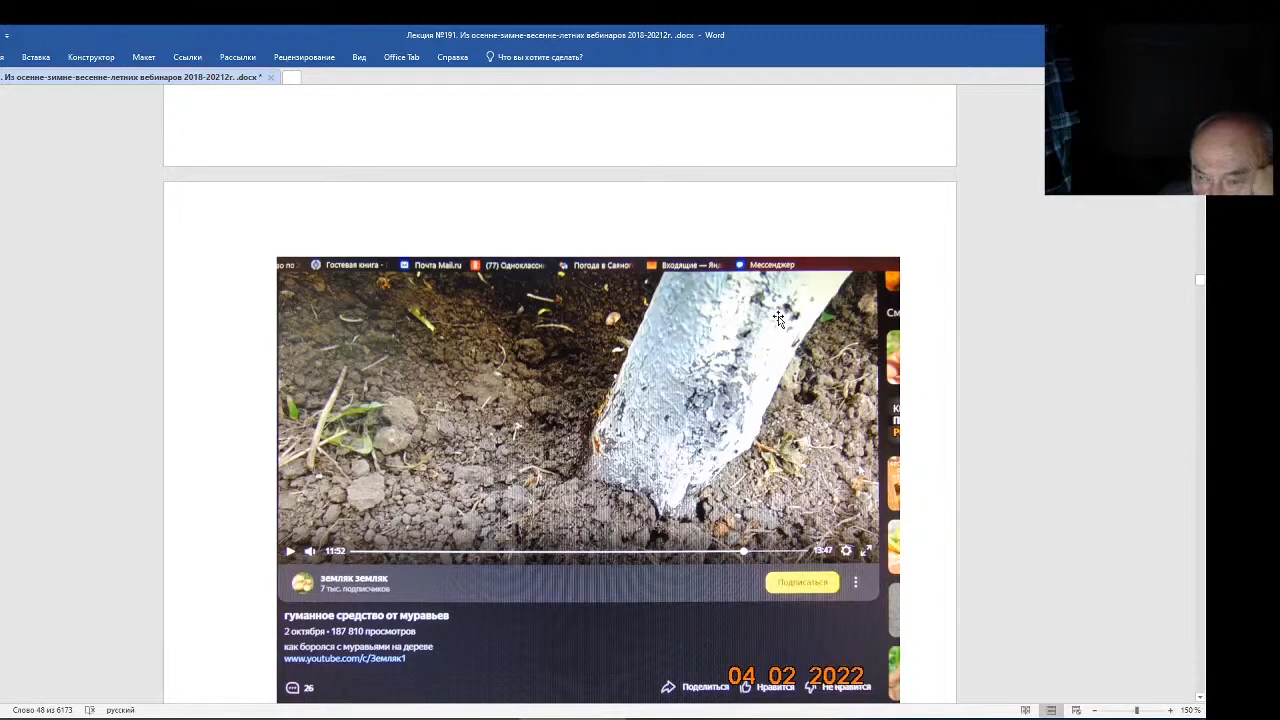 Лекция №191. Из осенне-зимне-весенне-летних вебинаров 2018-20212г. .docx - Word
Вставка Конструктор Макет Ссылки Рассылки Рецензирование Вид Office Tab Справка Что вы хотите сделать?
. Из осенне-зимне-весенне-летних вебинаров 2018-20212г. .docx *
во по Гостевая книга - Почта Mail.ru (77) Одноклассн Погода в Саяно Входящие — Ян Мессенджер
См
11:52 13:47
земляк земляк
7 тыс. подписчиков
Подписаться
гуманное средство от муравьев
2 октября • 187 810 просмотров
как боролся с муравьями на дереве
www.youtube.com/c/Земляк1
04 02 2022
26 Поделиться Нравится Не нравится
Слово 48 из 6173 русский 150 %